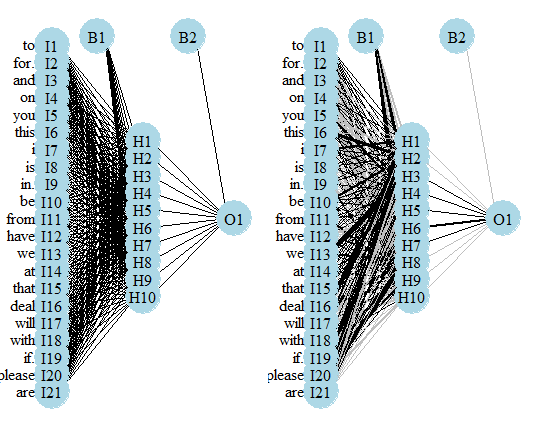 B1 B2
to I1
for. I2
and I3
on I4
you I5
this I6
i I7
is I8
in. I9
be I10
from I11
have I12
we I13
at I14
that I15
deal I16
will I17
with I18
if. I19
please I20
are I21
H1
H2
H3
H4
H5
H6
H7
H8
H9
H10
O1
B1 B2
to I1
for. I2
and I3
on I4
you I5
this I6
i I7
is I8
in. I9
be I10
from I11
have I12
we I13
at I14
that I15
deal I16
will I17
with I18
if. I19
please I20
are I21
H1
H2
H3
H4
H5
H6
H7
H8
H9
H10
O1